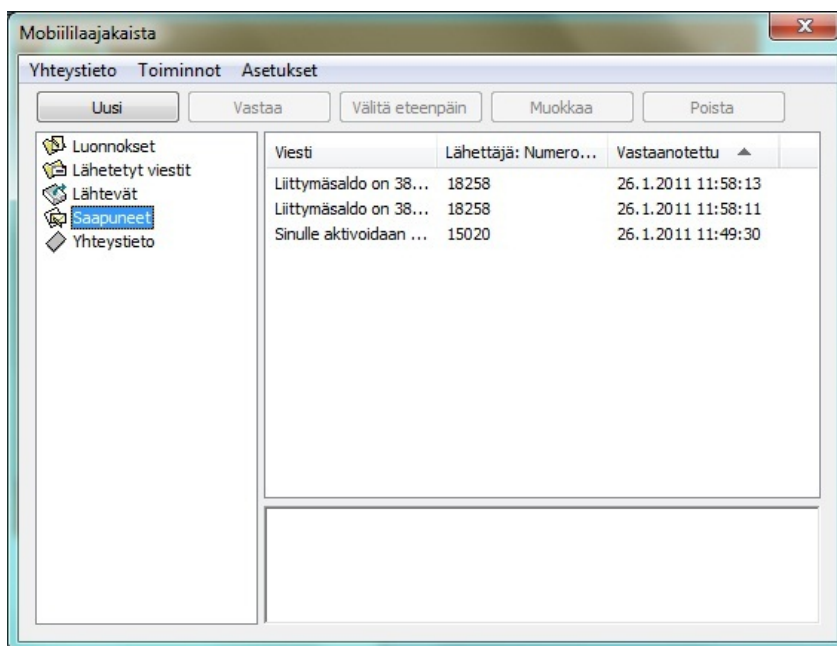 Mobiililaajakaista
Yhteystieto Toiminnot Asetukset
Uusi Vastaa Välitä eteenpäin Muokkaa Poista
Luonnokset
Lähetetyt viestit
Lähtevät
Saapuneet
Yhteystieto
Viesti Lähettäjä: Numero... Vastaanotettu
Liittymäsaldo on 38... 18258 26.1.2011 11:58:13
Liittymäsaldo on 38... 18258 26.1.2011 11:58:11
Sinulle aktivoidaan ... 15020 26.1.2011 11:49:30